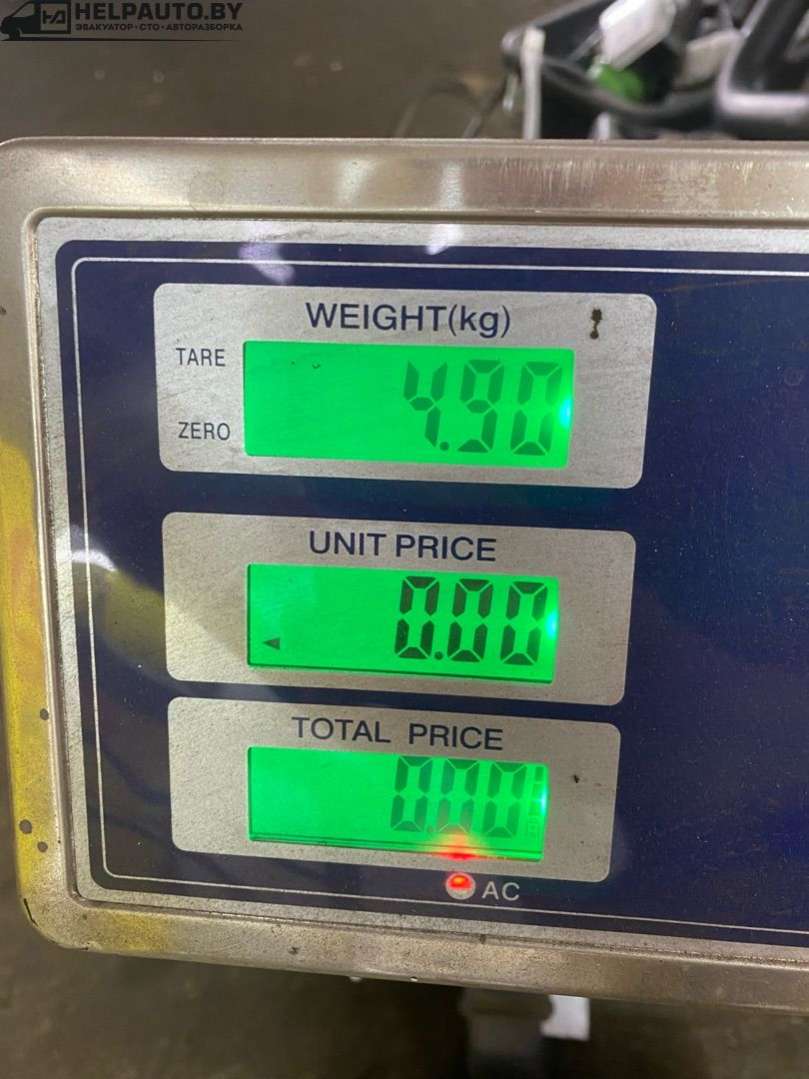 HELPAUTO.BY
ЭВАКУАТОР • СТО • АВТОРАЗБОРКА
WEIGHT(kg)
TARE
4.90
ZERO
UNIT PRICE
0.00
TOTAL PRICE
0.00
AC